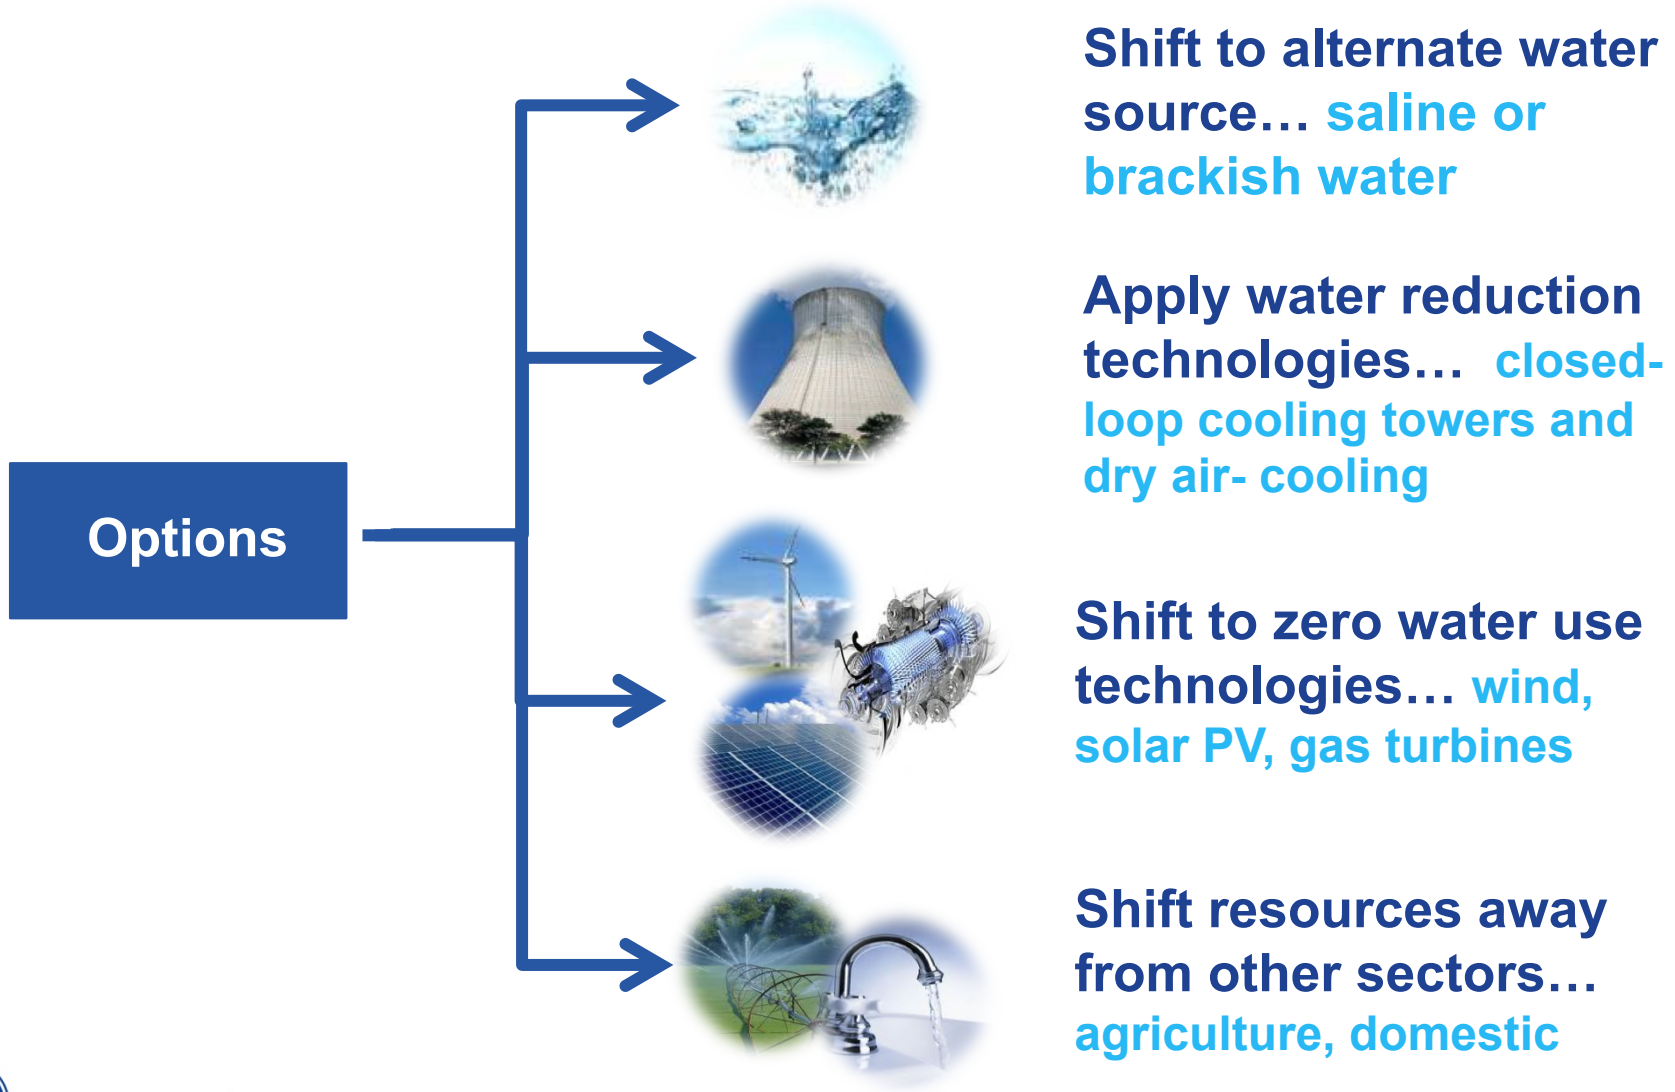 Options
Shift to alternate water
source… saline or
brackish water
Apply water reduction
technologies… closed-
loop cooling towers and
dry air- cooling
Shift to zero water use
technologies… wind,
solar PV, gas turbines
Shift resources away
from other sectors…
agriculture, domestic